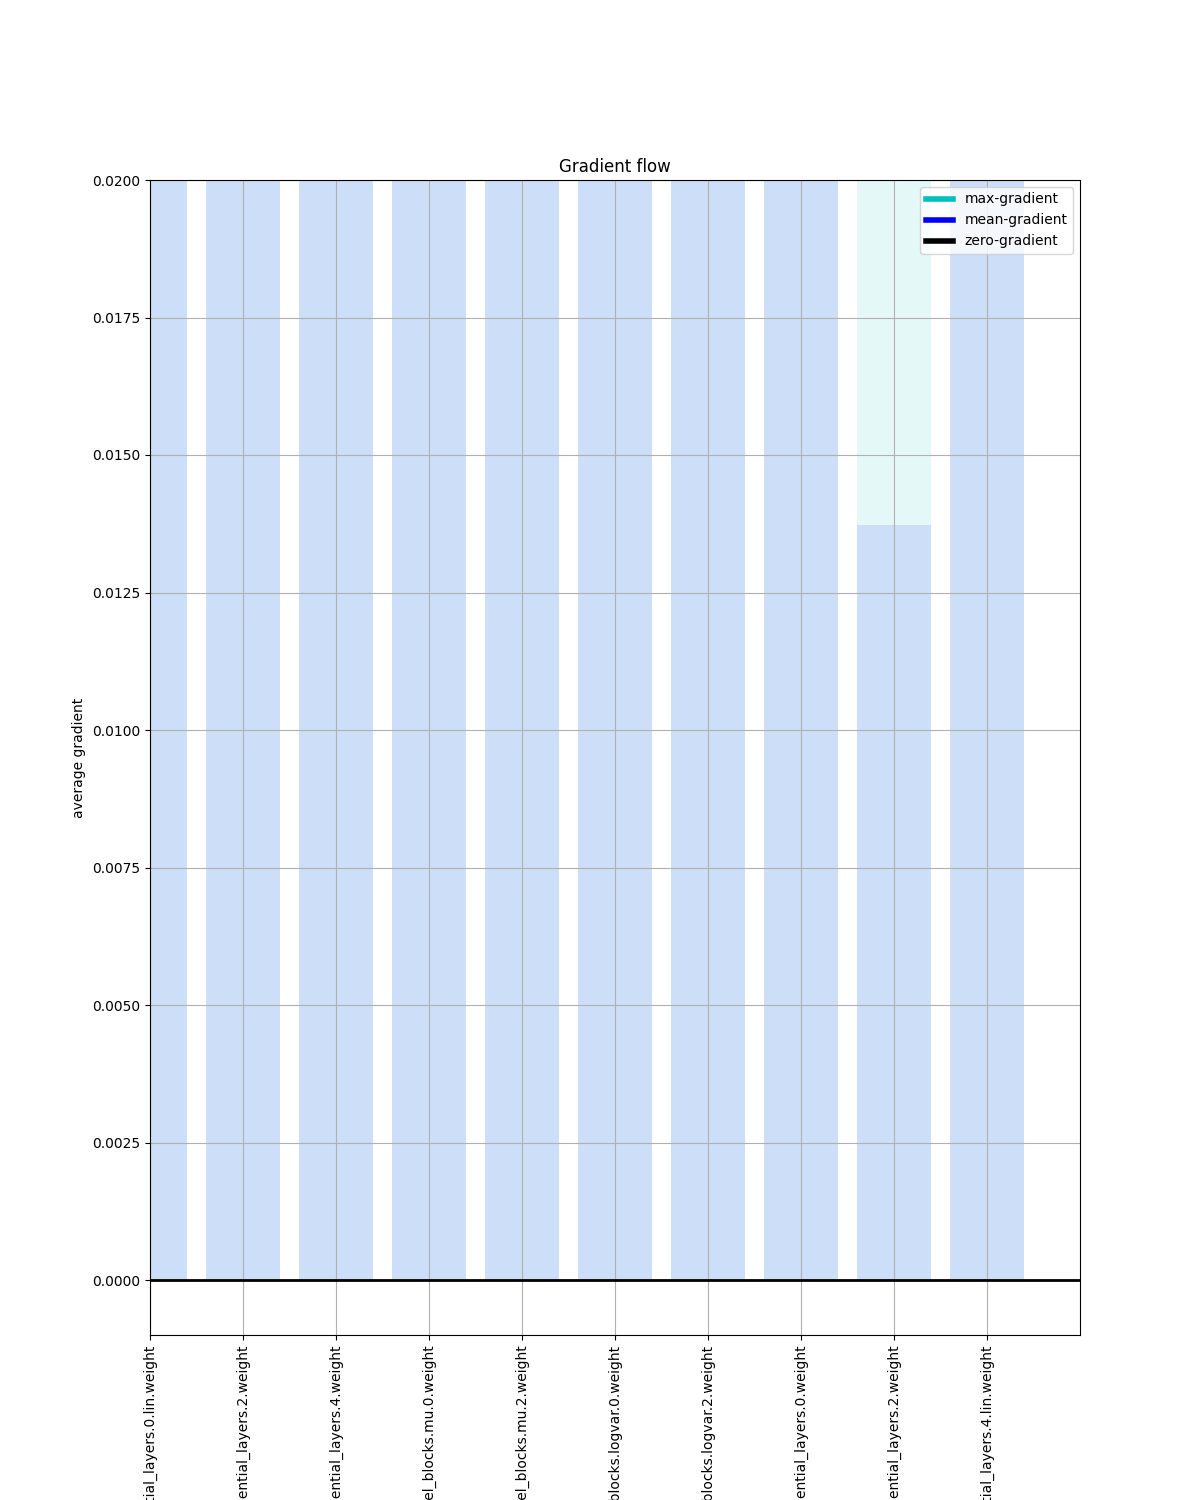 Gradient flow
max-gradient
mean-gradient
zero-gradient
0.0200
0.0175
0.0150
0.0125
0.0100
0.0075
0.0050
0.0025
0.0000
average gradient
tial_layers.0.lin.weight
ential_layers.2.weight
ential_layers.4.weight
el_blocks.mu.0.weight
el_blocks.mu.2.weight
blocks.logvar.0.weight
blocks.logvar.2.weight
ential_layers.0.weight
ential_layers.2.weight
tial_layers.4.lin.weight